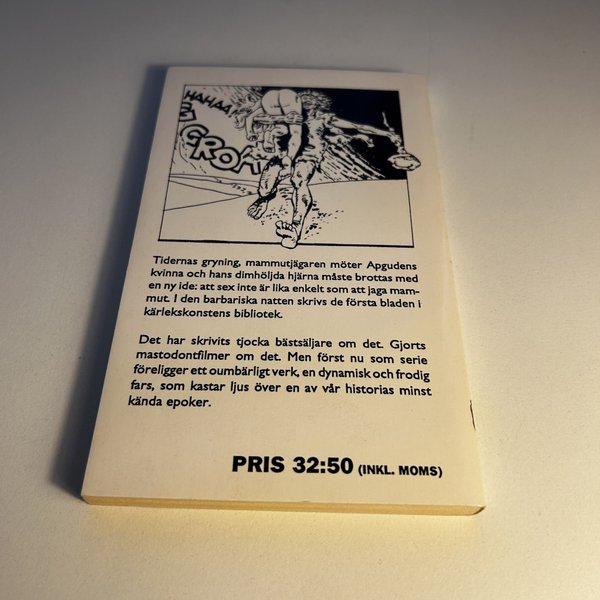 HAHAA!
GROA
Tidernas gryning, mammutjägaren möter Apgudens
kvinna och hans dimhöljda hjärna måste brottas med
en ny ide: att sex inte är lika enkelt som att jaga mam-
mut. I den barbariska natten skrivs de första bladen i
kärlekskonstens bibliotek.
Det har skrivits tjocka bästsäljare om det. Gjorts
mastodontfilmer om det. Men först nu som serie
föreligger ett oumbärligt verk, en dynamisk och frodig
fars, som kastar ljus över en av vår historias minst
kända epoker.
PRIS 32:50 (INKL. MOMS)